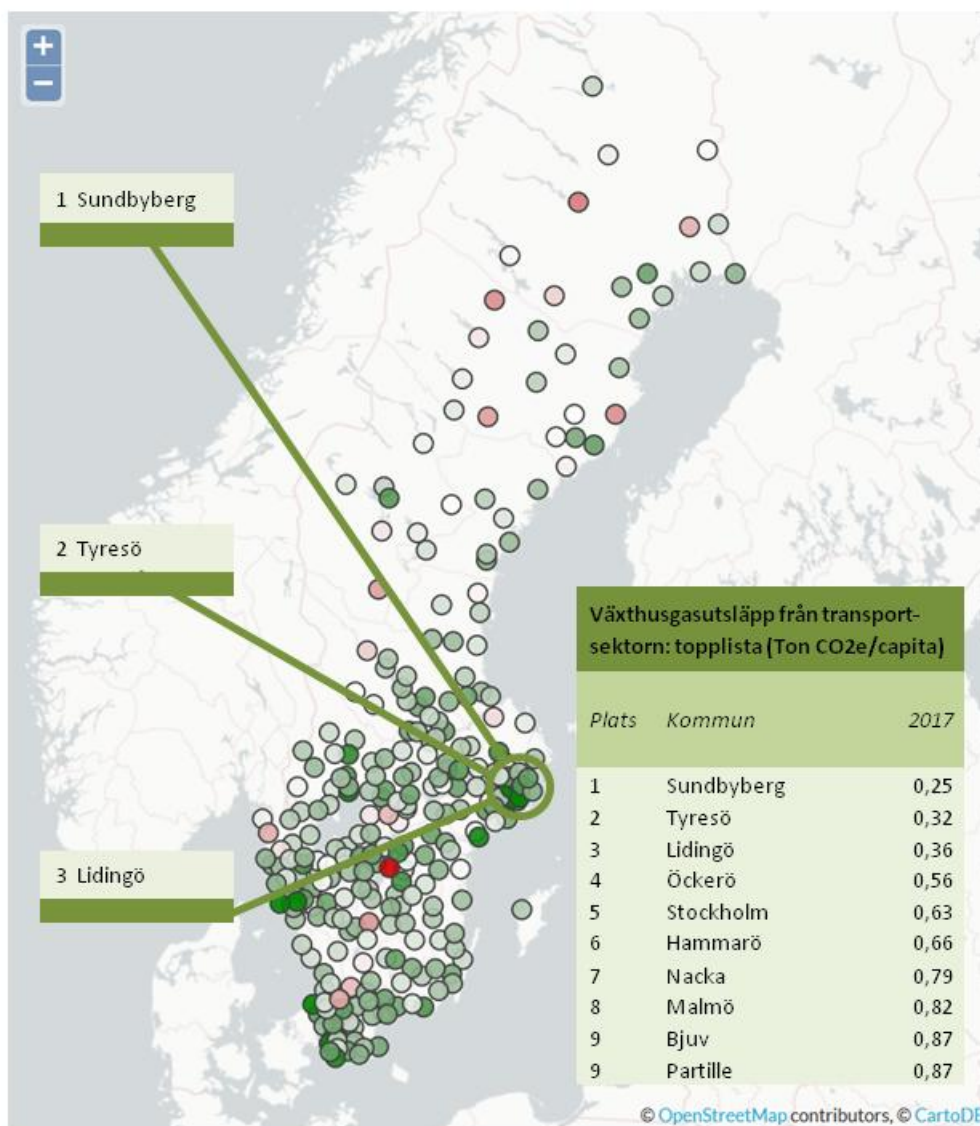 +
−
1 Sundbyberg
2 Tyresö
3 Lidingö
Växthusgasutsläpp från transport-
sektorn: topplista (Ton CO2e/capita)
Plats Kommun 2017
1 Sundbyberg 0,25
2 Tyresö 0,32
3 Lidingö 0,36
4 Öckerö 0,56
5 Stockholm 0,63
6 Hammarö 0,66
7 Nacka 0,79
8 Malmö 0,82
9 Bjuv 0,87
9 Partille 0,87
© OpenStreetMap contributors, © CartoDB